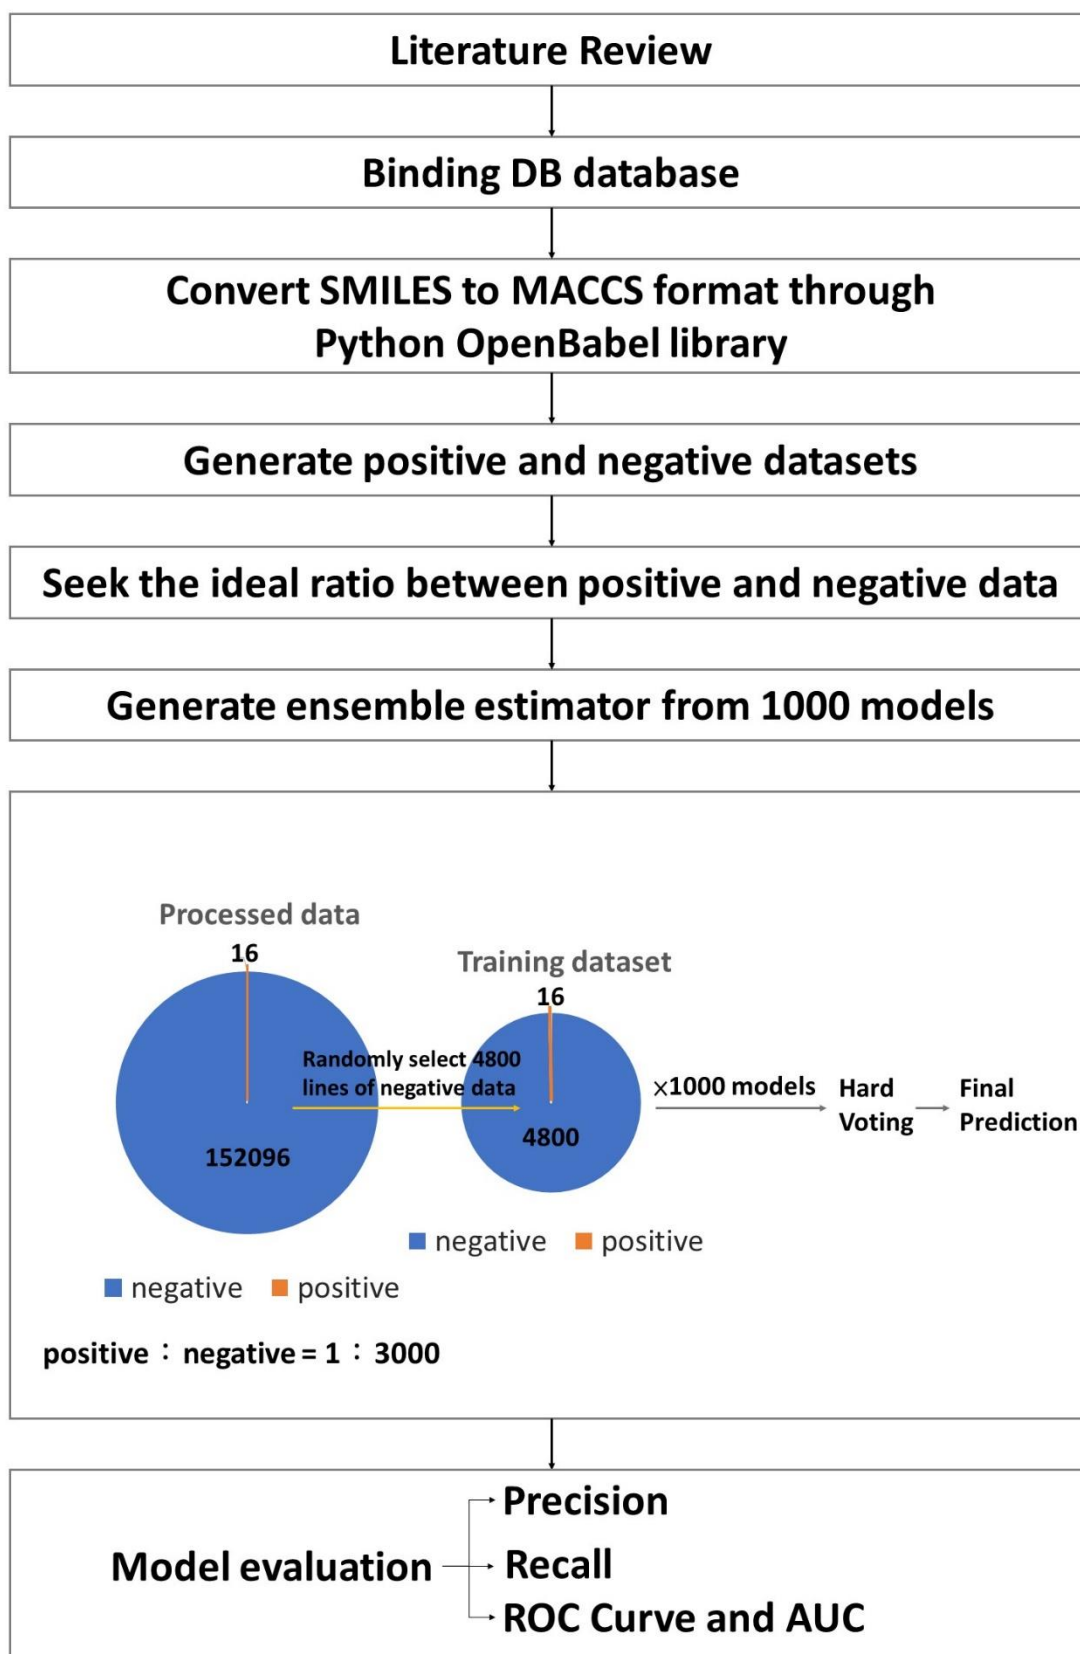 Literature Review
Binding DB database
Convert SMILES to MACCS format through
Python OpenBabel library
Generate positive and negative datasets
Seek the ideal ratio between positive and negative data
Generate ensemble estimator from 1000 models
Processed data
16
152096
negative
positive
Randomly select 4800
lines of negative data
Training dataset
16
4800
negative
positive
×1000 models
Hard
Voting
Final
Prediction
positive：negative = 1：3000
Model evaluation
Precision
Recall
ROC Curve and AUC